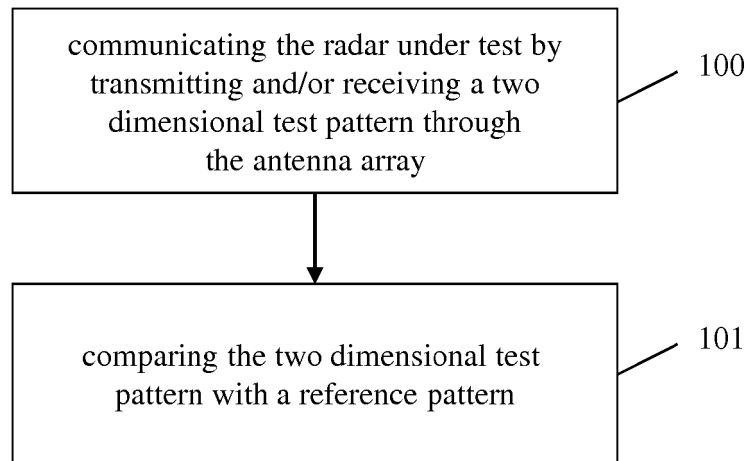 communicating the radar under test by
transmitting and/or receiving a two
dimensional test pattern through
the antenna array
100
comparing the two dimensional test
pattern with a reference pattern
101